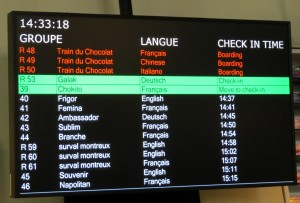 14:33:18
GROUPE LANGUE CHECK IN TIME
R 48 Train du Chocolat Français Boarding
R 49 Train du Chocolat Chinois Boarding
R 50 Train du Chocolat Italiano Boarding
R 53 Galak Deutsch Check-in
39 Chokito Français Move to check-in
40 Frigor English 14:37
41 Femina Français 14:41
42 Ambassador Deutsch 14:45
43 Sublim Français 14:50
44 Branche English 14:54
R 59 surval montreux English 14:58
R 60 surval montreux English 15:02
R 61 surval montreux Français 15:07
45 Souvenir English 15:11
46 Napolitan Français 15:15